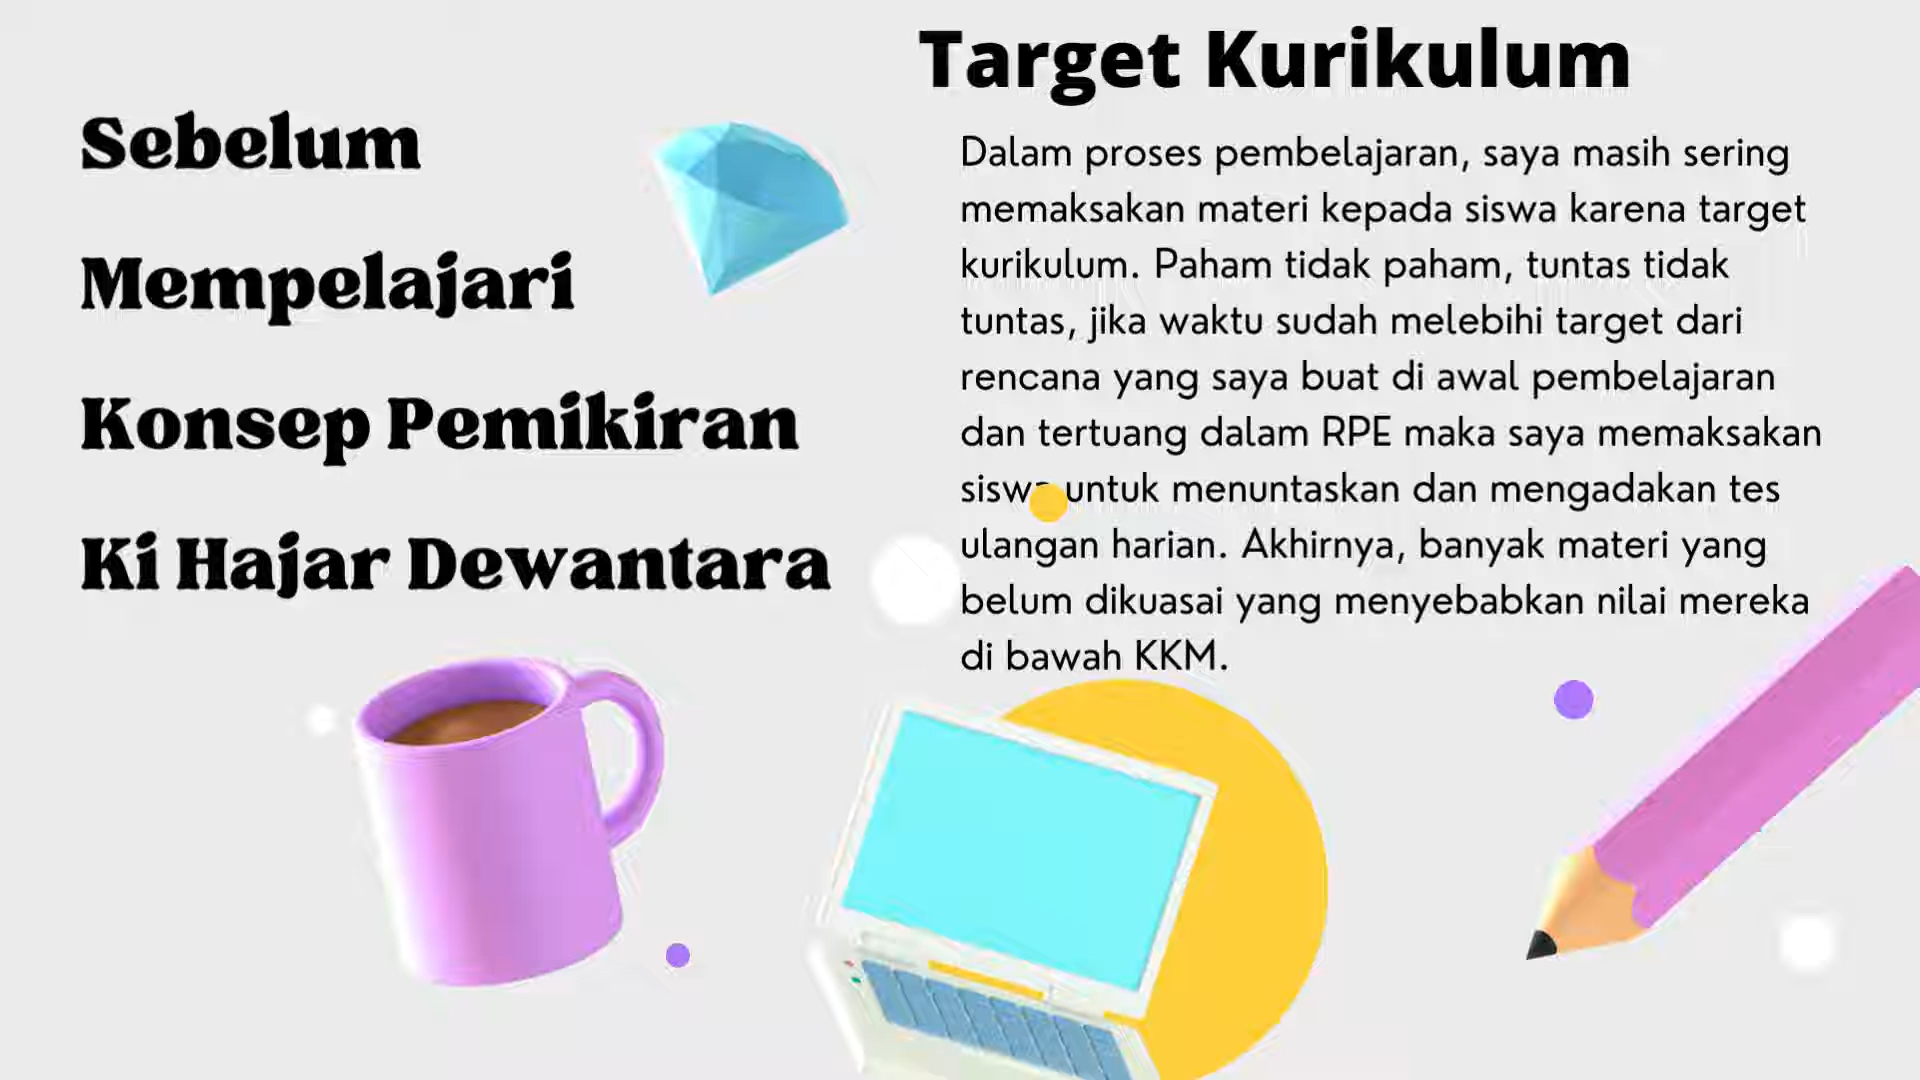 Sebelum
Mempelajari
Konsep Pemikiran
Ki Hajar Dewantara
Target Kurikulum
Dalam proses pembelajaran, saya masih sering
memaksakan materi kepada siswa karena target
kurikulum. Paham tidak paham, tuntas tidak
tuntas, jika waktu sudah melebihi target dari
rencana yang saya buat di awal pembelajaran
dan tertuang dalam RPE maka saya memaksakan
siswa untuk menuntaskan dan mengadakan tes
ulangan harian. Akhirnya, banyak materi yang
belum dikuasai yang menyebabkan nilai mereka
di bawah KKM.